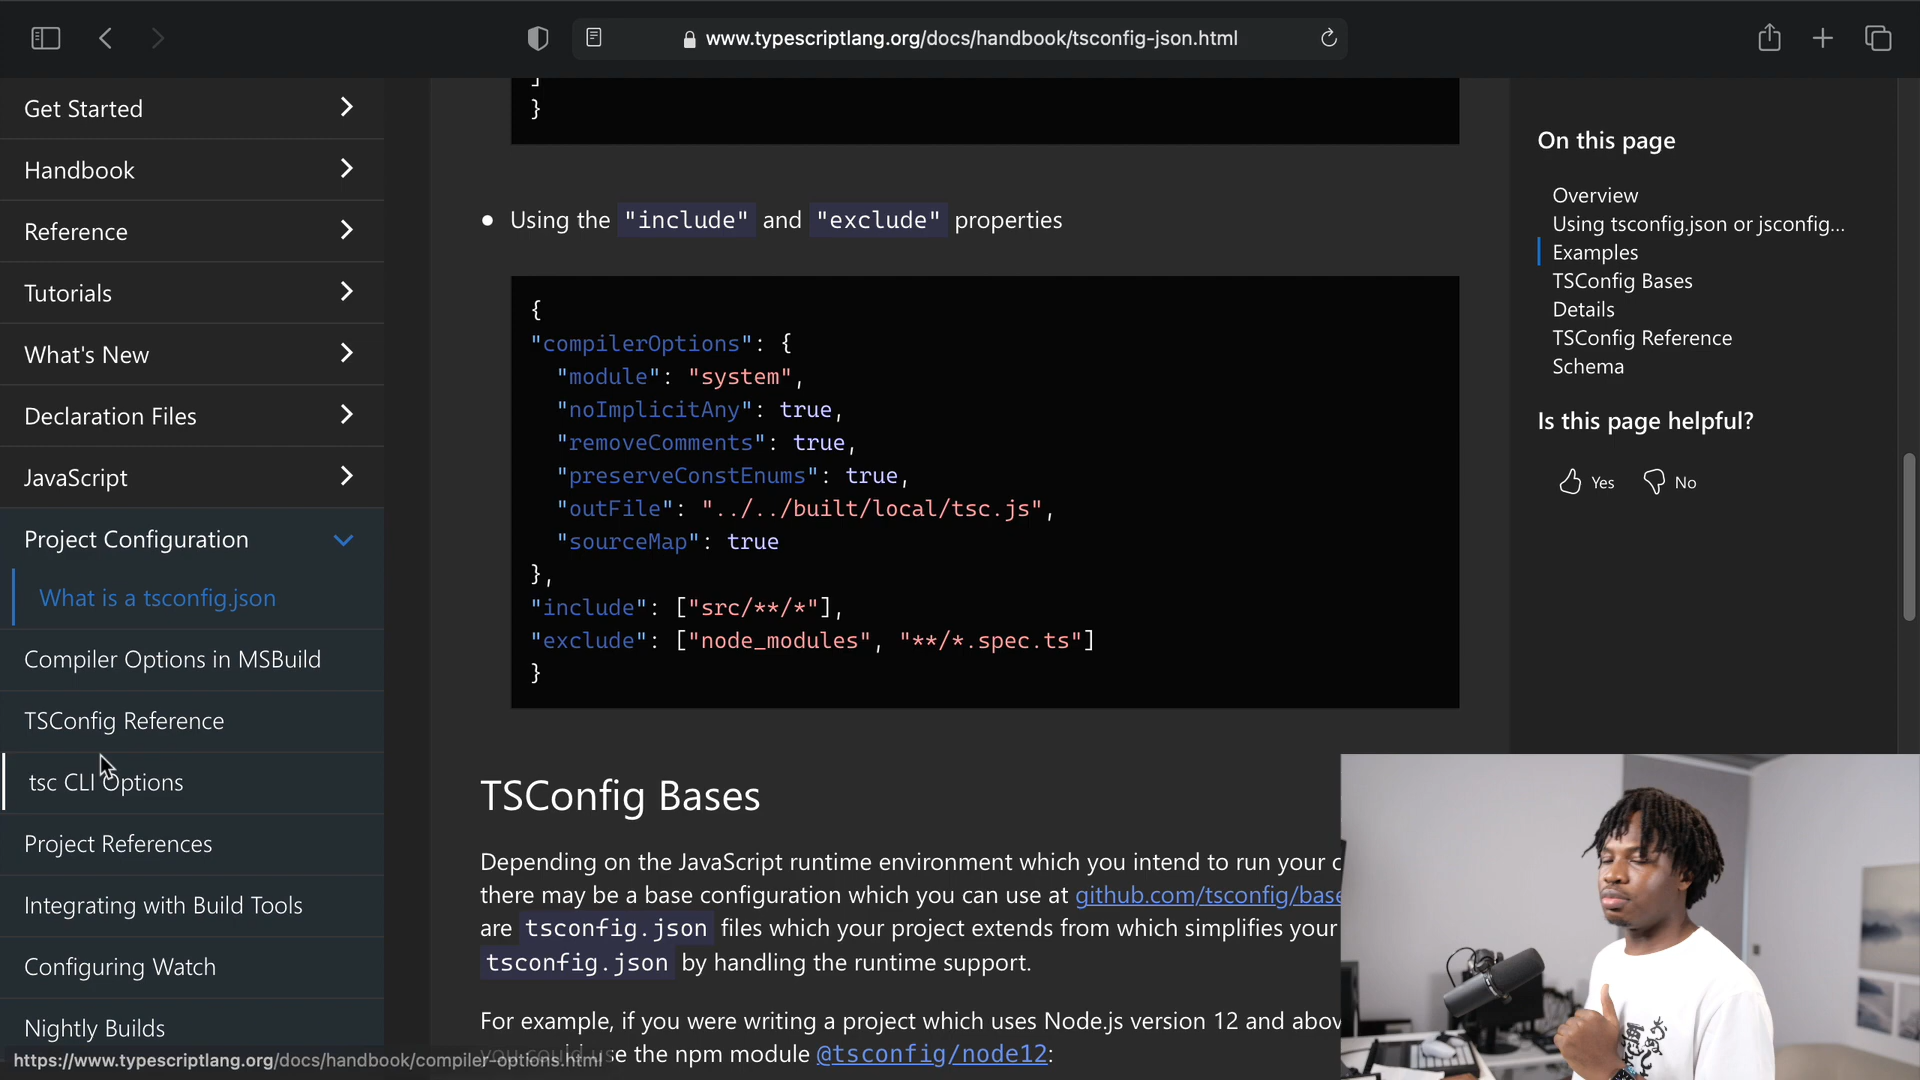 www.typescriptlang.org/docs/handbook/tsconfig-json.html
Get Started
Handbook
Reference
Tutorials
What's New
Declaration Files
JavaScript
Project Configuration
What is a tsconfig.json
Compiler Options in MSBuild
TSConfig Reference
tsc CLI Options
Project References
Integrating with Build Tools
Configuring Watch
Nightly Builds
https://www.typescriptlang.org/docs/handbook/compiler-options.html
]
}
Using the "include" and "exclude" properties
{
"compilerOptions": {
"module": "system",
"noImplicitAny": true,
"removeComments": true,
"preserveConstEnums": true,
"outFile": "../../built/local/tsc.js",
"sourceMap": true
},
"include": ["src/**/*"],
"exclude": ["node_modules", "**/*.spec.ts"]
}
TSConfig Bases
Depending on the JavaScript runtime environment which you intend to run your c
there may be a base configuration which you can use at github.com/tsconfig/base
are tsconfig.json files which your project extends from which simplifies your
tsconfig.json by handling the runtime support.
For example, if you were writing a project which uses Node.js version 12 and abov
se the npm module @tsconfig/node12:
On this page
Overview
Using tsconfig.json or jsconfig...
Examples
TSConfig Bases
Details
TSConfig Reference
Schema
Is this page helpful?
Yes
No